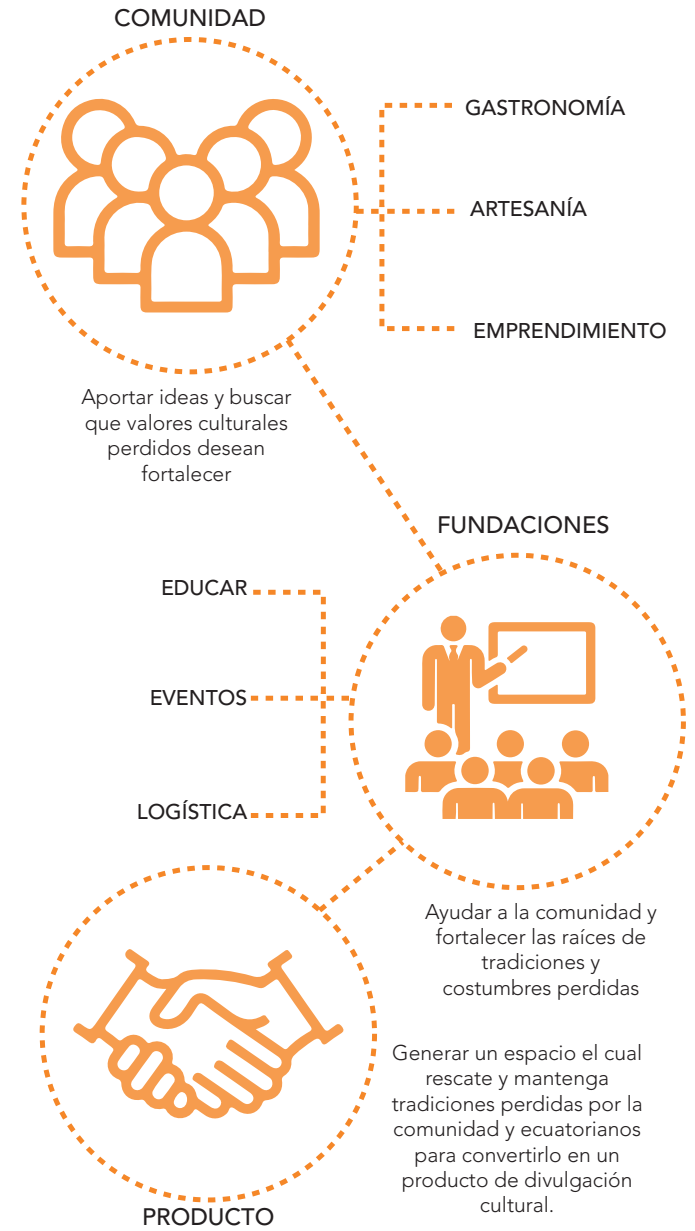 COMUNIDAD
GASTRONOMÍA
ARTESANÍA
EMPRENDIMIENTO
Aportar ideas y buscar
que valores culturales
perdidos desean
fortalecer
FUNDACIONES
EDUCAR
EVENTOS
LOGÍSTICA
Ayudar a la comunidad y
fortalecer las raíces de
tradiciones y
costumbres perdidas
Generar un espacio el cual
rescate y mantenga
tradiciones perdidas por la
comunidad y ecuatorianos
para convertirlo en un
producto de divulgación
cultural.
PRODUCTO